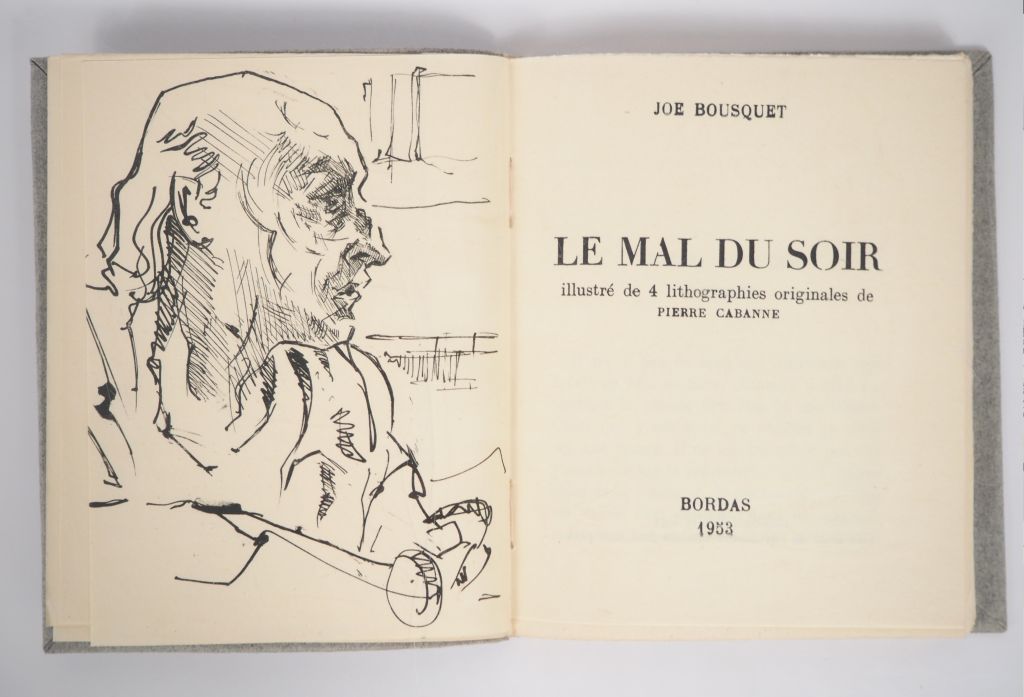 JOE BOUSQUET
LE MAL DU SOIR
illustré de 4 lithographies originales de
PIERRE CABANNE
BORDAS
1953